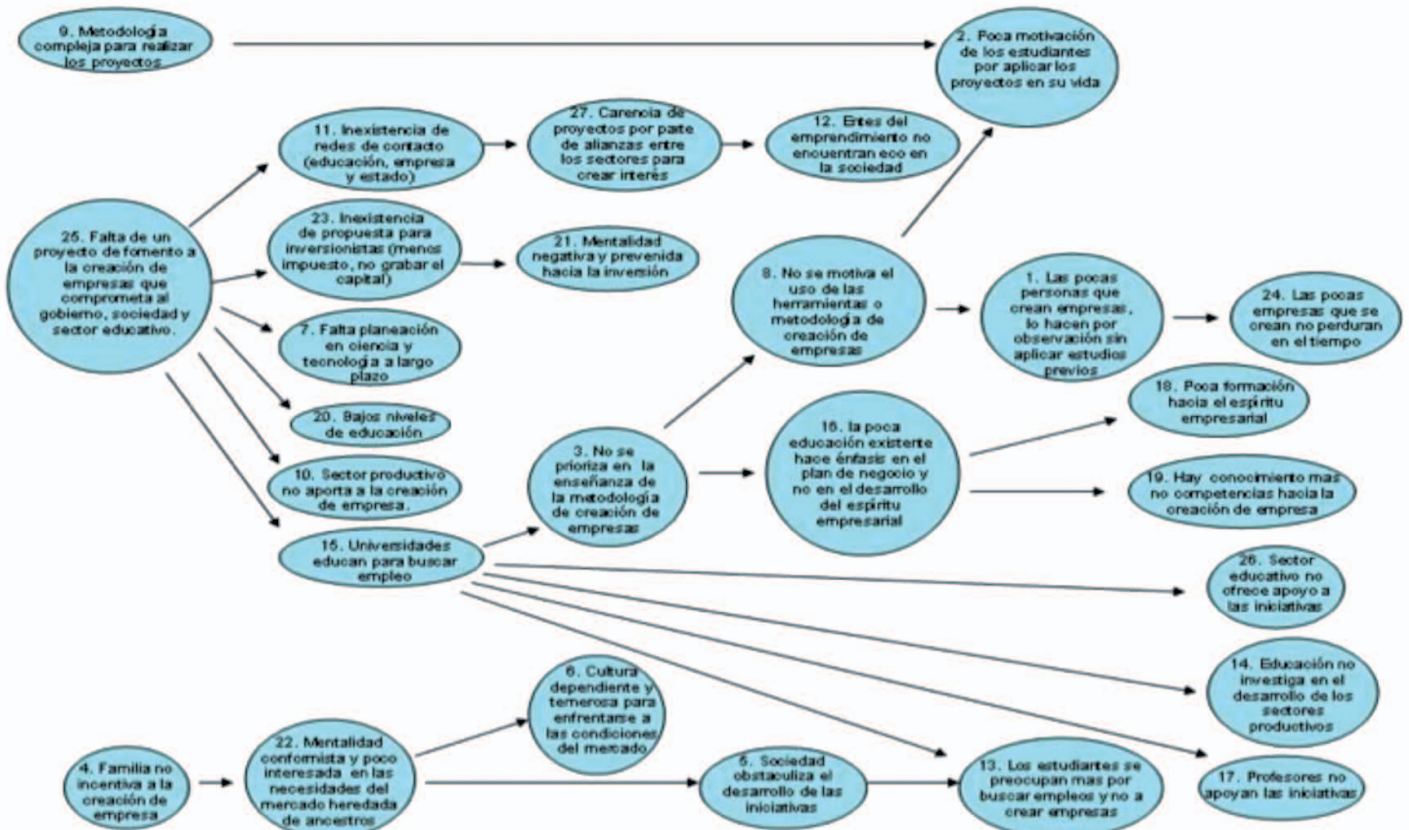 9. Metodología
compleja para realizar
los proyectos
2. Poca motivación
de los estudiantes
por aplicar los
proyectos en su vida
11. Inexistencia de
redes de contacto
(educación, empresa
y estado)
27. Carencia de
proyectos por parte
de alianzas entre
los sectores para
crear interés
12. Entes del
emprendimiento no
encuentran eco en
la sociedad
25. Falta de un
proyecto de fomento a
la creación de
empresas que
comprometa al
gobierno, sociedad y
sector educativo.
23. Inexistencia
de propuesta para
inversionistas (menos
impuesto, no grabar el
capital)
21. Mentalidad
negativa y prevenida
hacia la inversión
8. No se motiva el
uso de las
herramientas o
metodología de
creación de
empresas
1. Las pocas
personas que
crean empresas,
lo hacen por
observación sin
aplicar estudios
previos
24. Las pocas
empresas que se
crean no perduran
en el tiempo
7. Falta planeación
en ciencia y
tecnología a largo
plazo
20. Bajos niveles
de educación
10. Sector productivo
no aporta a la creación
de empresa.
15. Universidades
educan para buscar
empleo
3. No se
prioriza en la
enseñanza de
la metodología
de creación de
empresas
16. la poca
educación existente
hace énfasis en el
plan de negocio y
no en el desarrollo
del espíritu
empresarial
18. Poca formación
hacia el espíritu
empresarial
19. Hay conocimiento mas
no competencias hacia la
creación de empresa
26. Sector
educativo no
ofrece apoyo a
las iniciativas
14. Educación no
investiga en el
desarrollo de los
sectores
productivos
17. Profesores no
apoyan las iniciativas
4. Familia no
incentiva a la
creación de
empresa
22. Mentalidad
conformista y poco
interesada en las
necesidades del
mercado heredada
de ancestros
6. Cultura
dependiente y
temerosa para
enfrentarse a
las condiciones
del mercado
5. Sociedad
obstaculiza el
desarrollo de las
iniciativas
13. Los estudiantes se
preocupan mas por
buscar empleos y no a
crear empresas